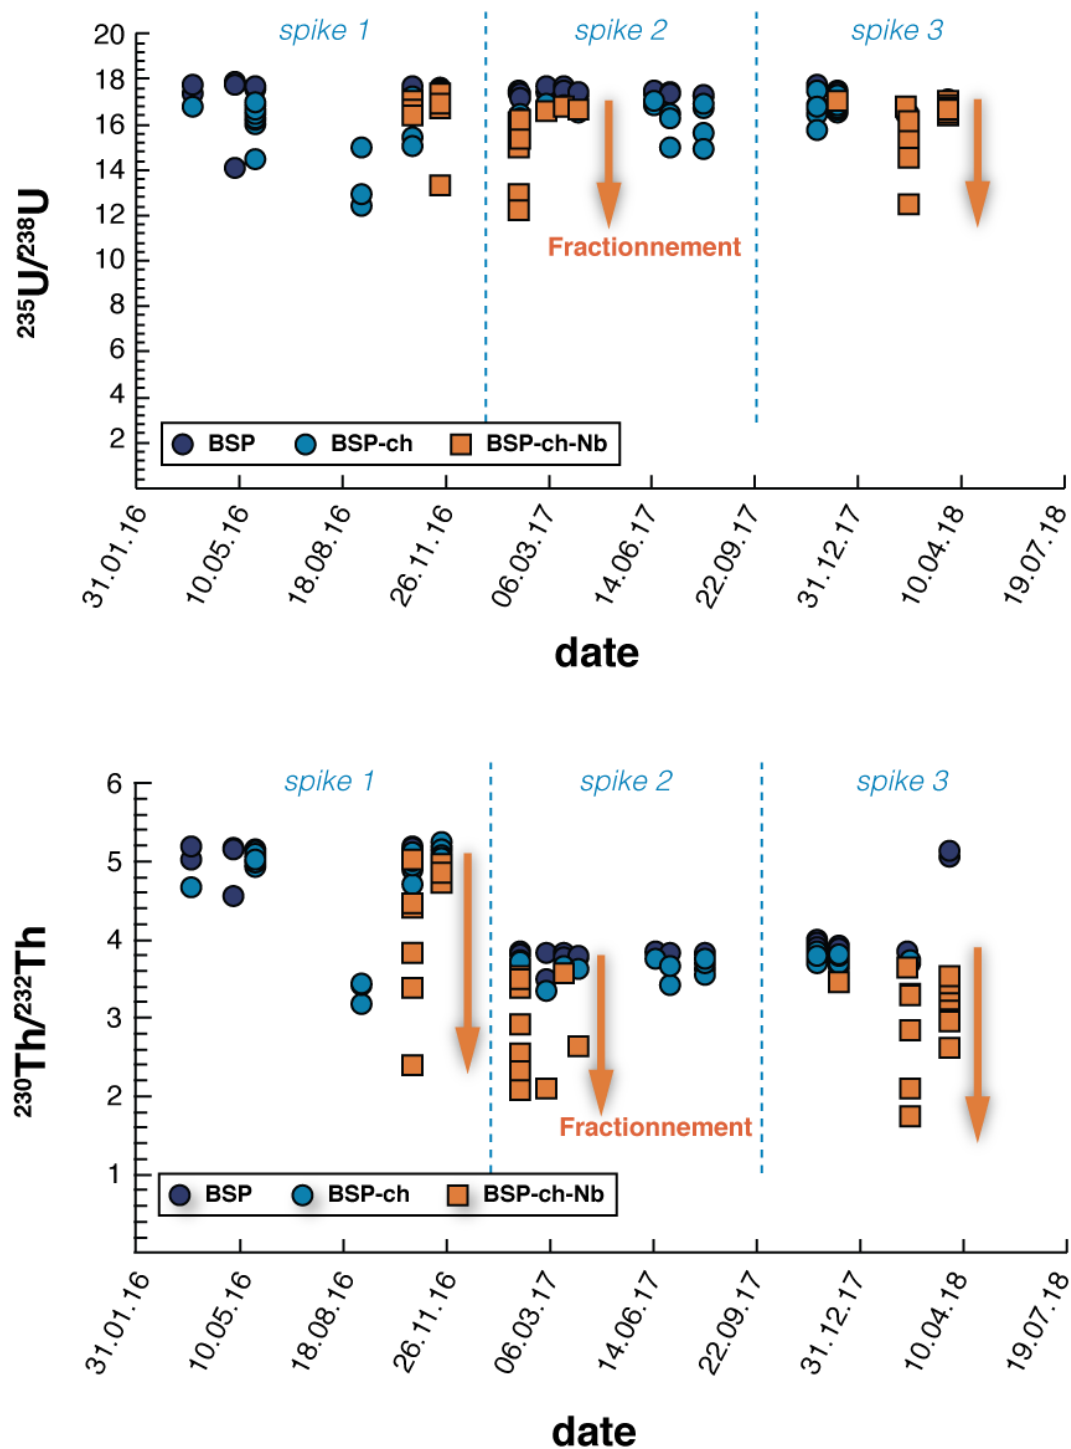 spike 1 spike 2 spike 3
20
18
16
14
12
10
8
6
4
2
²³⁵U/²³⁸U
Fractionnement
BSP BSP-ch BSP-ch-Nb
31.01.16 10.05.16 18.08.16 26.11.16 06.03.17 14.06.17 22.09.17 31.12.17 10.04.18 19.07.18
date
spike 1 spike 2 spike 3
6
5
4
3
2
1
²³⁰Th/²³²Th
Fractionnement
BSP BSP-ch BSP-ch-Nb
31.01.16 10.05.16 18.08.16 26.11.16 06.03.17 14.06.17 22.09.17 31.12.17 10.04.18 19.07.18
date